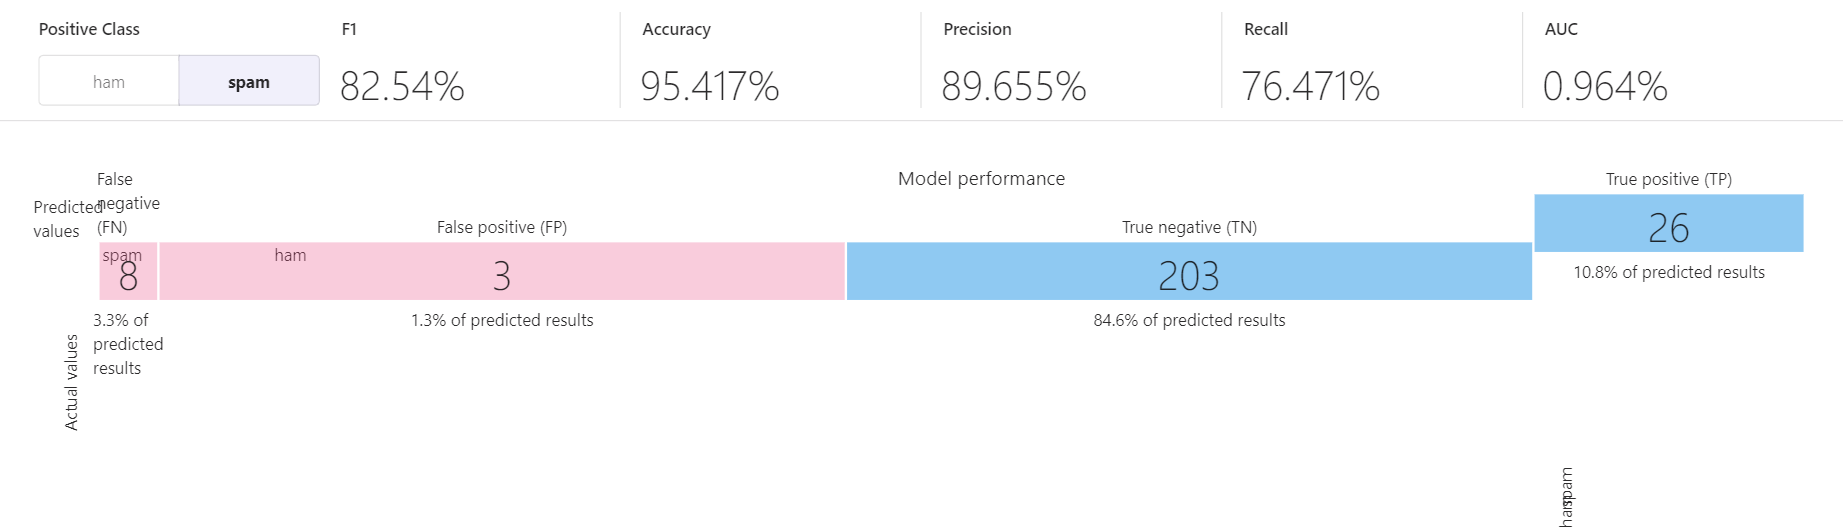 Positive Class
ham
spam
F1
82.54%
Accuracy
95.417%
Precision
89.655%
Recall
76.471%
AUC
0.964%
Model performance
Predicted
values
Actual values
False
negative
(FN)
spam
8
3.3% of
predicted
results
False positive (FP)
ham
3
1.3% of predicted results
True negative (TN)
203
84.6% of predicted results
True positive (TP)
26
10.8% of predicted results
spam
ham